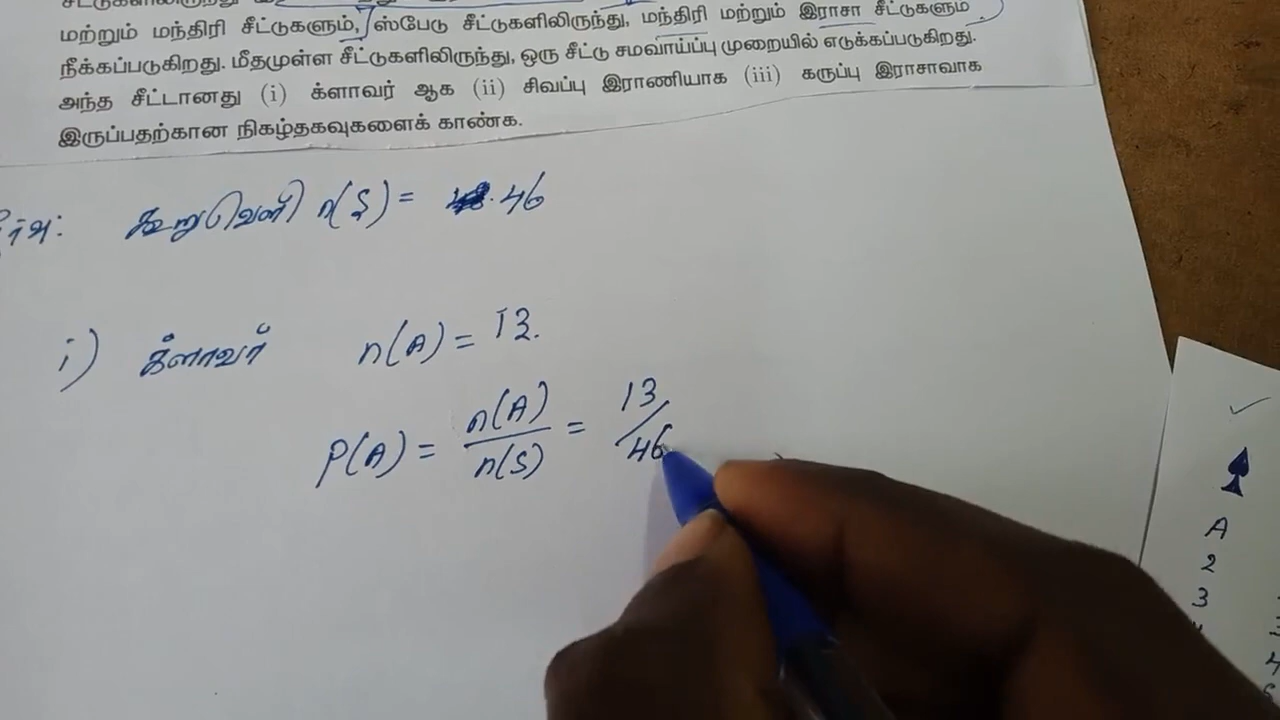 மற்றும் மந்திரி சீட்டுகளும், ஸ்பேடு சீட்டுகளிலிருந்து, மந்திரி மற்றும் இராசா சீட்டுகளும்
நீக்கப்படுகிறது. மீதமுள்ள சீட்டுகளிலிருந்து, ஒரு சீட்டு சமவாய்ப்பு முறையில் எடுக்கப்படுகிறது.
அந்த சீட்டானது (i) க்ளாவர் ஆக (ii) சிவப்பு இராணியாக (iii) கருப்பு இராசாவாக
இருப்பதற்கான நிகழ்தகவுகளைக் காண்க.
கூறுவெளி n(S) = 46
i) க்ளாவர் n(A) = 13.
P(A) = n(A)/n(S) = 13/46
A
2
3
4